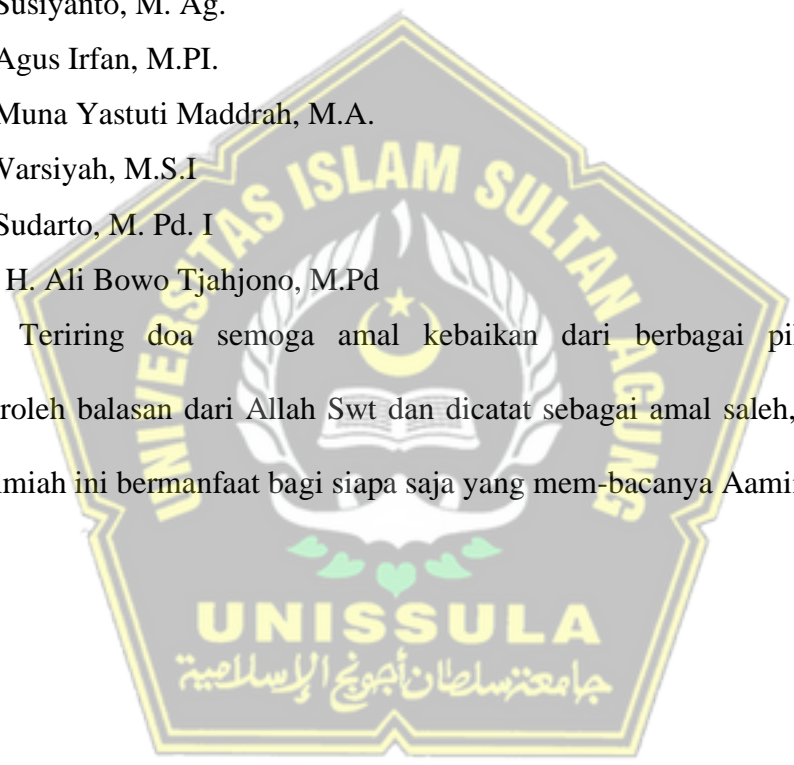 Susiyanto, M. Ag.
Agus Irfan, M.PI.
Muna Yastuti Maddrah, M.A.
Warsiyah, M.S.I
Sudarto, M. Pd. I
H. Ali Bowo Tjahjono, M.Pd
Teriring doa semoga amal kebaikan dari berbagai
roleh balasan dari Allah Swt dan dicatat sebagai amal saleh,
miah ini bermanfaat bagi siapa saja yang mem-bacanya
UNIVERSITAS ISLAM SULTAN AGUNG
UNISSULA
جامعة سلطان أجونج الإسلامية